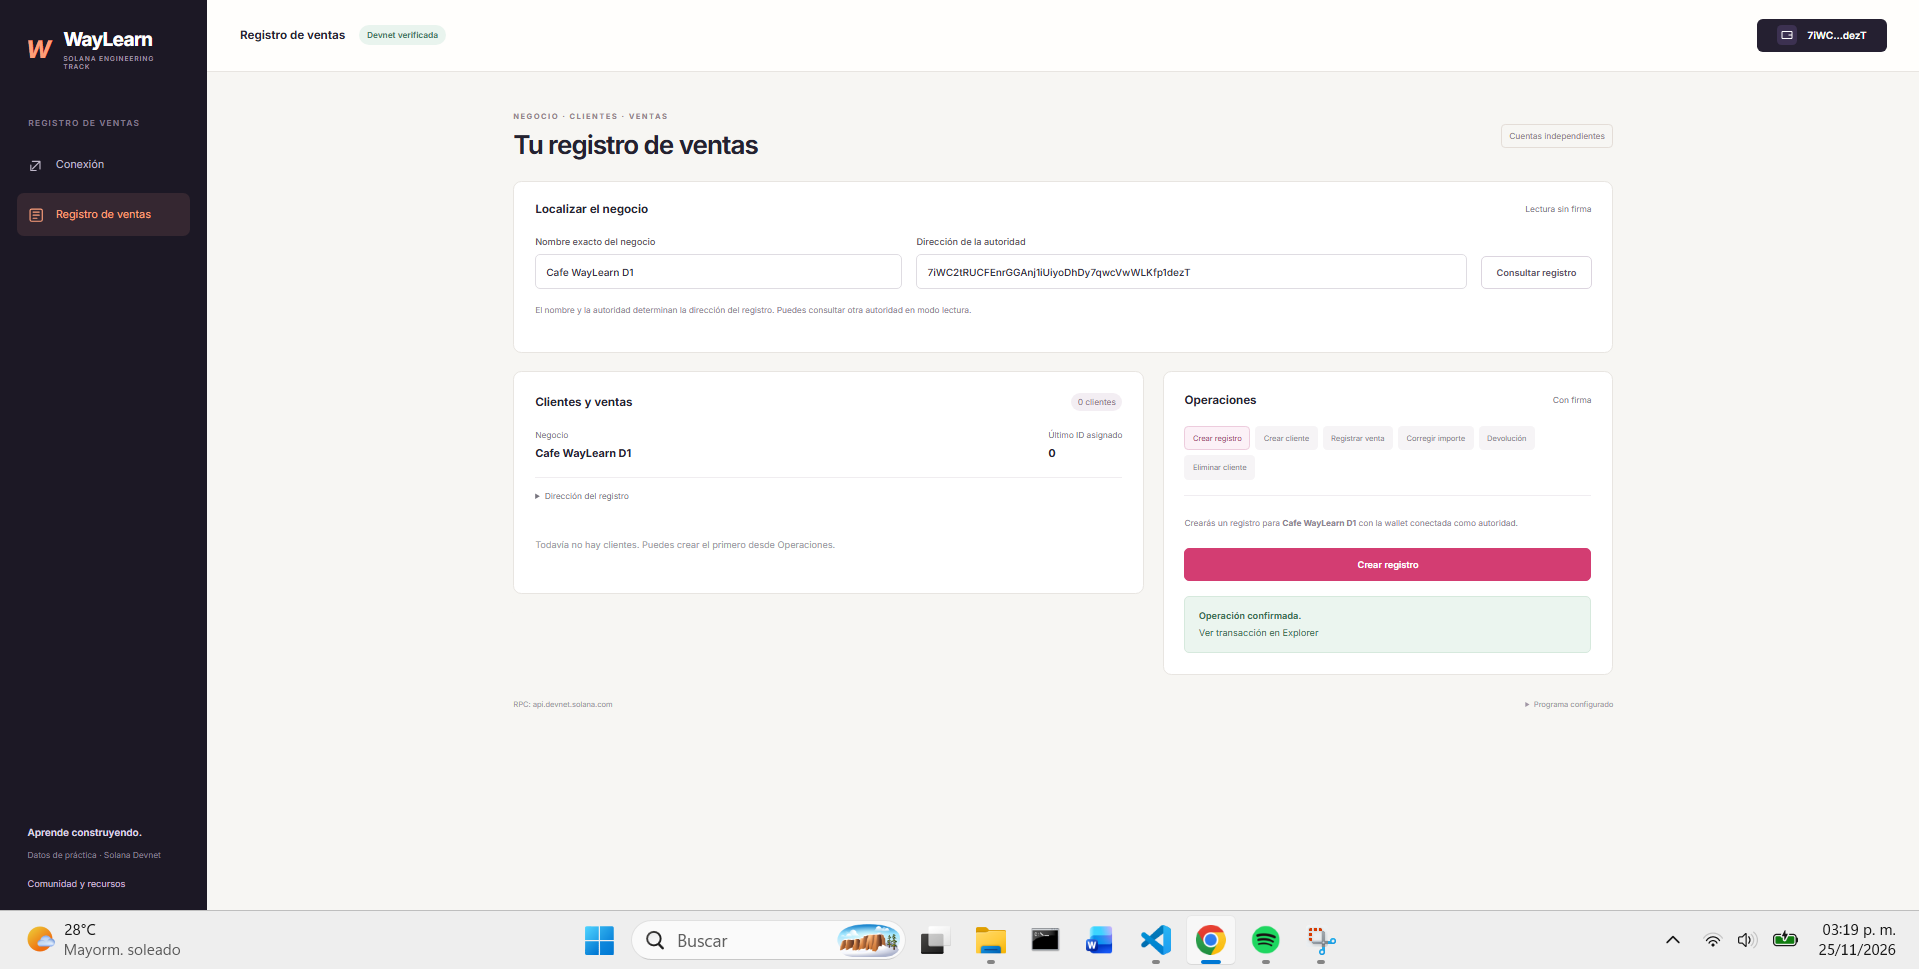 W WayLearn
SOLANA ENGINEERING
TRACK
REGISTRO DE VENTAS
Conexión
Registro de ventas
Aprende construyendo.
Datos de práctica · Solana Devnet
Comunidad y recursos
Registro de ventas
Devnet verificada
7iWC...dezT
NEGOCIO · CLIENTES · VENTAS
Tu registro de ventas
Cuentas independientes
Localizar el negocio
Lectura sin firma
Nombre exacto del negocio
Dirección de la autoridad
Cafe WayLearn D1
7iWC2tRUCFEnrGGAnj1iUiyoDhDy7qwcVwWLKfp1dezT
Consultar registro
El nombre y la autoridad determinan la dirección del registro. Puedes consultar otra autoridad en modo lectura.
Clientes y ventas
0 clientes
Negocio
Último ID asignado
Cafe WayLearn D1
0
Dirección del registro
Todavía no hay clientes. Puedes crear el primero desde Operaciones.
Operaciones
Con firma
Crear registro
Crear cliente
Registrar venta
Corregir importe
Devolución
Eliminar cliente
Crearás un registro para Cafe WayLearn D1 con la wallet conectada como autoridad.
Crear registro
Operación confirmada.
Ver transacción en Explorer
RPC: api.devnet.solana.com
Programa configurado
28°C
Mayorm. soleado
Buscar
03:19 p. m.
25/11/2026